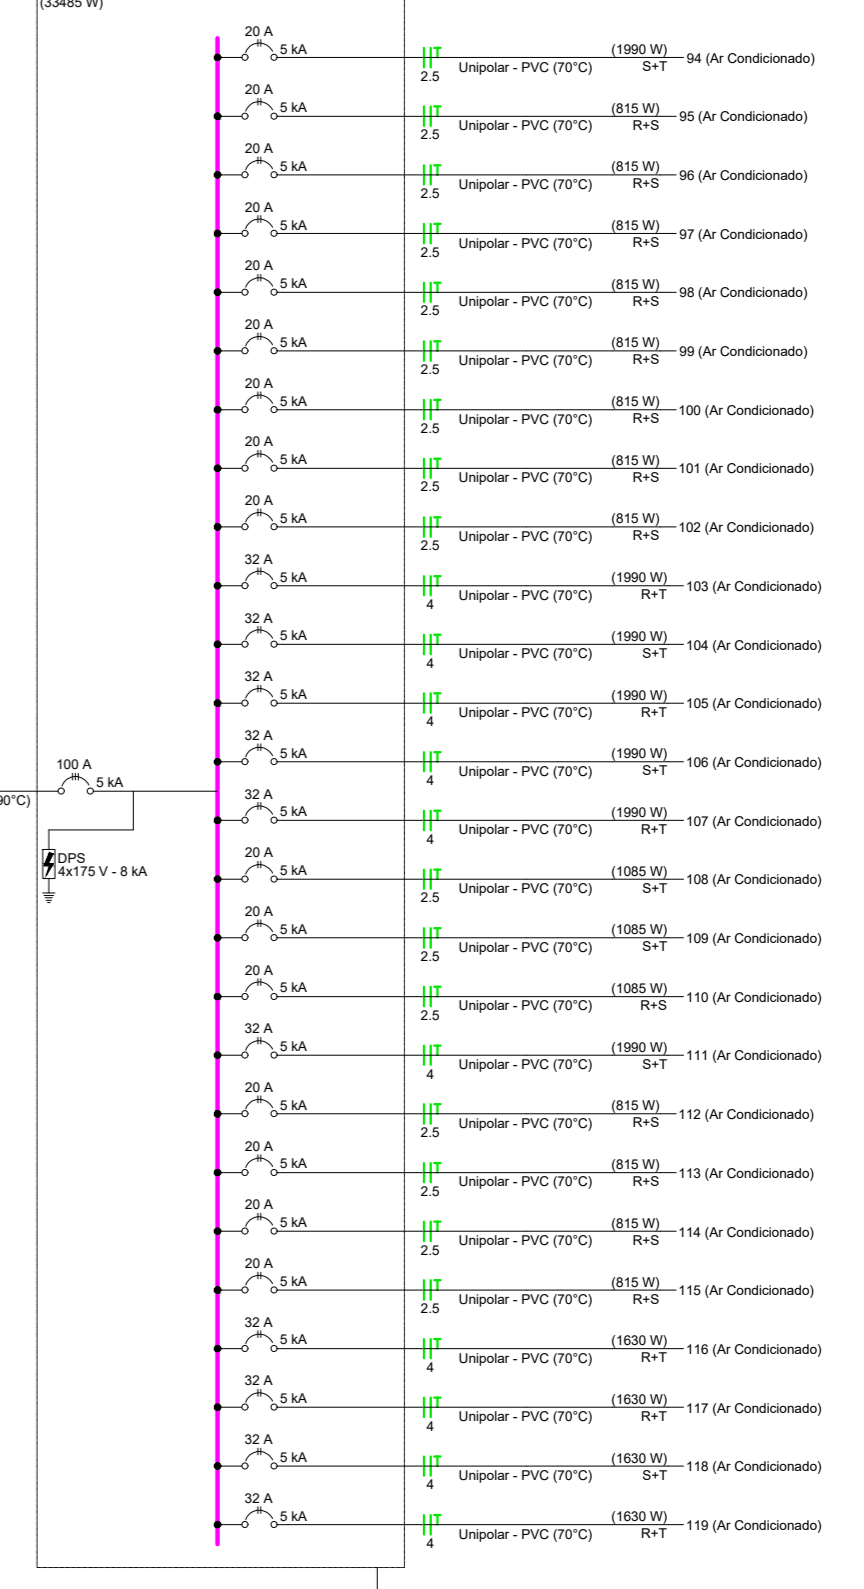 (33485 W)
20 A
5 kA
2.5
Unipolar - PVC (70°C)
(1990 W)
S+T
94 (Ar Condicionado)
20 A
5 kA
2.5
Unipolar - PVC (70°C)
(815 W)
R+S
95 (Ar Condicionado)
20 A
5 kA
2.5
Unipolar - PVC (70°C)
(815 W)
R+S
96 (Ar Condicionado)
20 A
5 kA
2.5
Unipolar - PVC (70°C)
(815 W)
R+S
97 (Ar Condicionado)
20 A
5 kA
2.5
Unipolar - PVC (70°C)
(815 W)
R+S
98 (Ar Condicionado)
20 A
5 kA
2.5
Unipolar - PVC (70°C)
(815 W)
R+S
99 (Ar Condicionado)
20 A
5 kA
2.5
Unipolar - PVC (70°C)
(815 W)
R+S
100 (Ar Condicionado)
20 A
5 kA
2.5
Unipolar - PVC (70°C)
(815 W)
R+S
101 (Ar Condicionado)
20 A
5 kA
2.5
Unipolar - PVC (70°C)
(815 W)
R+S
102 (Ar Condicionado)
32 A
5 kA
4
Unipolar - PVC (70°C)
(1990 W)
R+T
103 (Ar Condicionado)
32 A
5 kA
4
Unipolar - PVC (70°C)
(1990 W)
S+T
104 (Ar Condicionado)
32 A
5 kA
4
Unipolar - PVC (70°C)
(1990 W)
R+T
105 (Ar Condicionado)
32 A
5 kA
4
Unipolar - PVC (70°C)
(1990 W)
S+T
106 (Ar Condicionado)
100 A
5 kA
90°C)
DPS
4x175 V - 8 kA
32 A
5 kA
4
Unipolar - PVC (70°C)
(1990 W)
R+T
107 (Ar Condicionado)
20 A
5 kA
2.5
Unipolar - PVC (70°C)
(1085 W)
S+T
108 (Ar Condicionado)
20 A
5 kA
2.5
Unipolar - PVC (70°C)
(1085 W)
S+T
109 (Ar Condicionado)
20 A
5 kA
2.5
Unipolar - PVC (70°C)
(1085 W)
R+S
110 (Ar Condicionado)
32 A
5 kA
4
Unipolar - PVC (70°C)
(1990 W)
S+T
111 (Ar Condicionado)
20 A
5 kA
2.5
Unipolar - PVC (70°C)
(815 W)
R+S
112 (Ar Condicionado)
20 A
5 kA
2.5
Unipolar - PVC (70°C)
(815 W)
R+S
113 (Ar Condicionado)
20 A
5 kA
2.5
Unipolar - PVC (70°C)
(815 W)
R+S
114 (Ar Condicionado)
20 A
5 kA
2.5
Unipolar - PVC (70°C)
(815 W)
R+S
115 (Ar Condicionado)
32 A
5 kA
4
Unipolar - PVC (70°C)
(1630 W)
R+T
116 (Ar Condicionado)
32 A
5 kA
4
Unipolar - PVC (70°C)
(1630 W)
R+T
117 (Ar Condicionado)
32 A
5 kA
4
Unipolar - PVC (70°C)
(1630 W)
S+T
118 (Ar Condicionado)
32 A
5 kA
4
Unipolar - PVC (70°C)
(1630 W)
R+T
119 (Ar Condicionado)